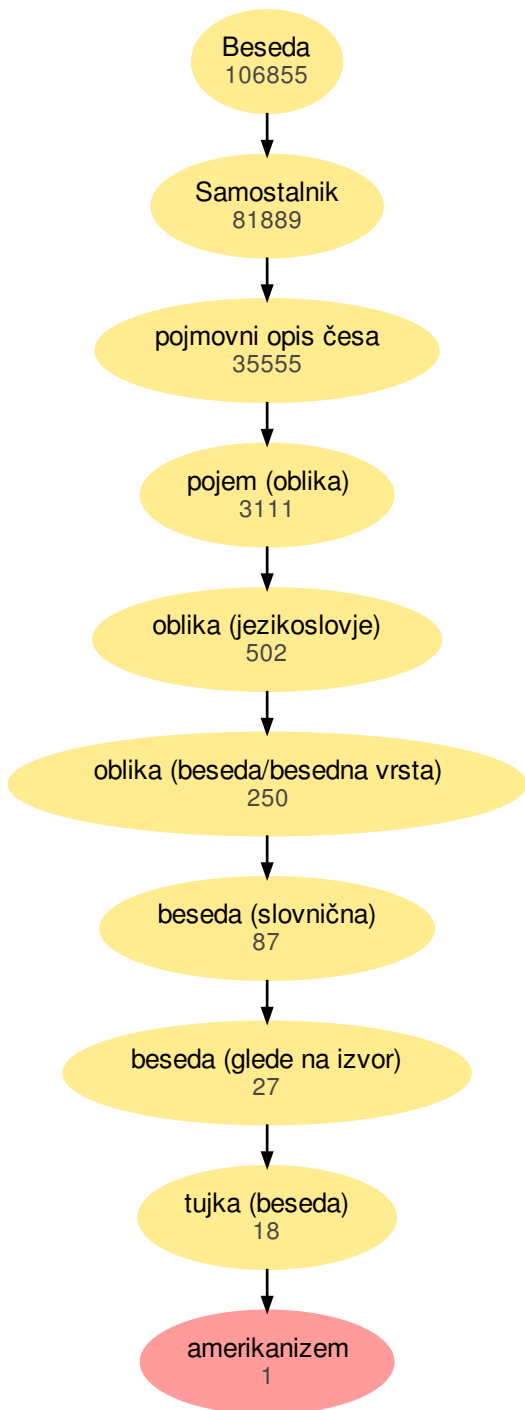 Beseda
106855
Samostalnik
81889
pojmovni opis česa
35555
pojem (oblika)
3111
oblika (jezikoslovje)
502
oblika (beseda/besedna vrsta)
250
beseda (slovnična)
87
beseda (glede na izvor)
27
tujka (beseda)
18
amerikanizem
1